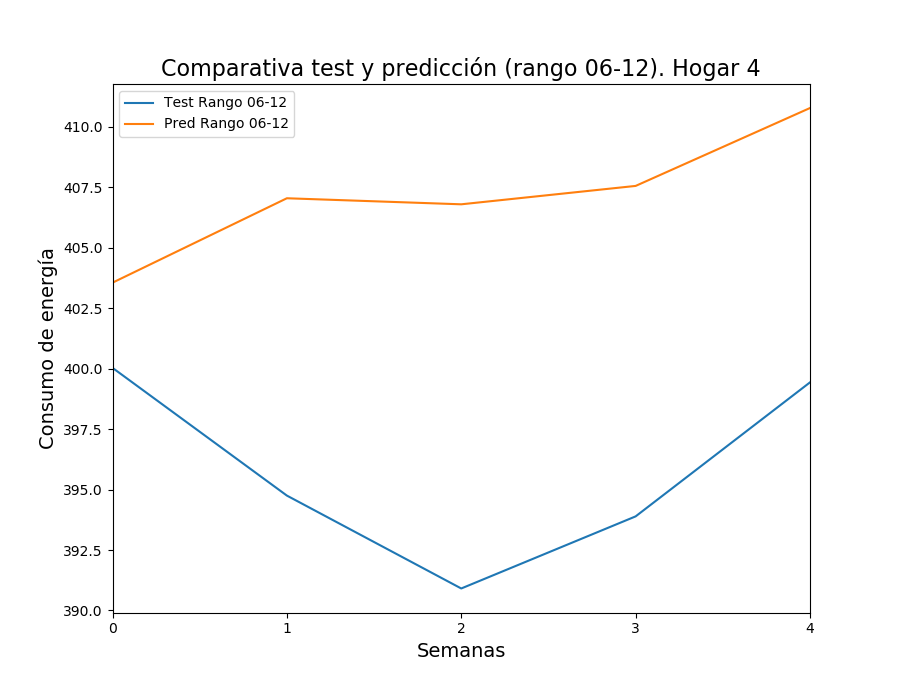 Comparativa test y predicción (rango 06-12). Hogar 4
Test Rango 06-12
Pred Rango 06-12
410.0
407.5
405.0
402.5
400.0
397.5
395.0
392.5
390.0
Consumo de energía
0 1 2 3 4
Semanas